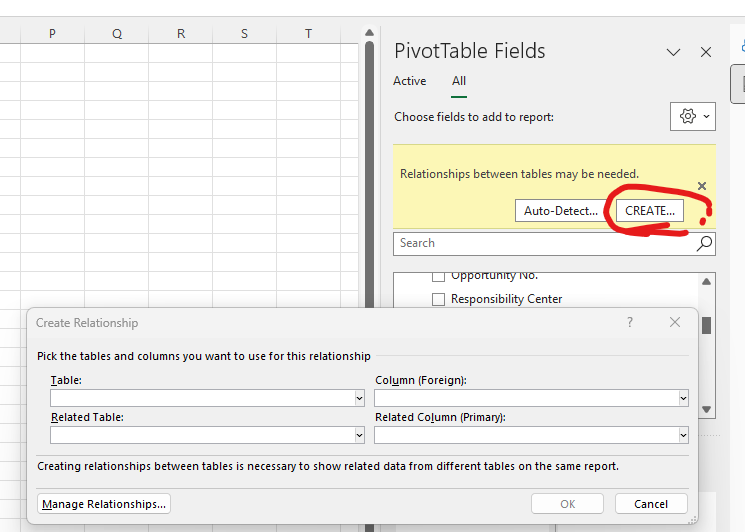 P Q R S T
PivotTable Fields
Active All
Choose fields to add to report:
Relationships between tables may be needed.
Auto-Detect... CREATE...
Search
Opportunity No.
Responsibility Center
Create Relationship
Pick the tables and columns you want to use for this relationship
Table: Column (Foreign):
Related Table: Related Column (Primary):
Creating relationships between tables is necessary to show related data from different tables on the same report.
Manage Relationships... OK Cancel